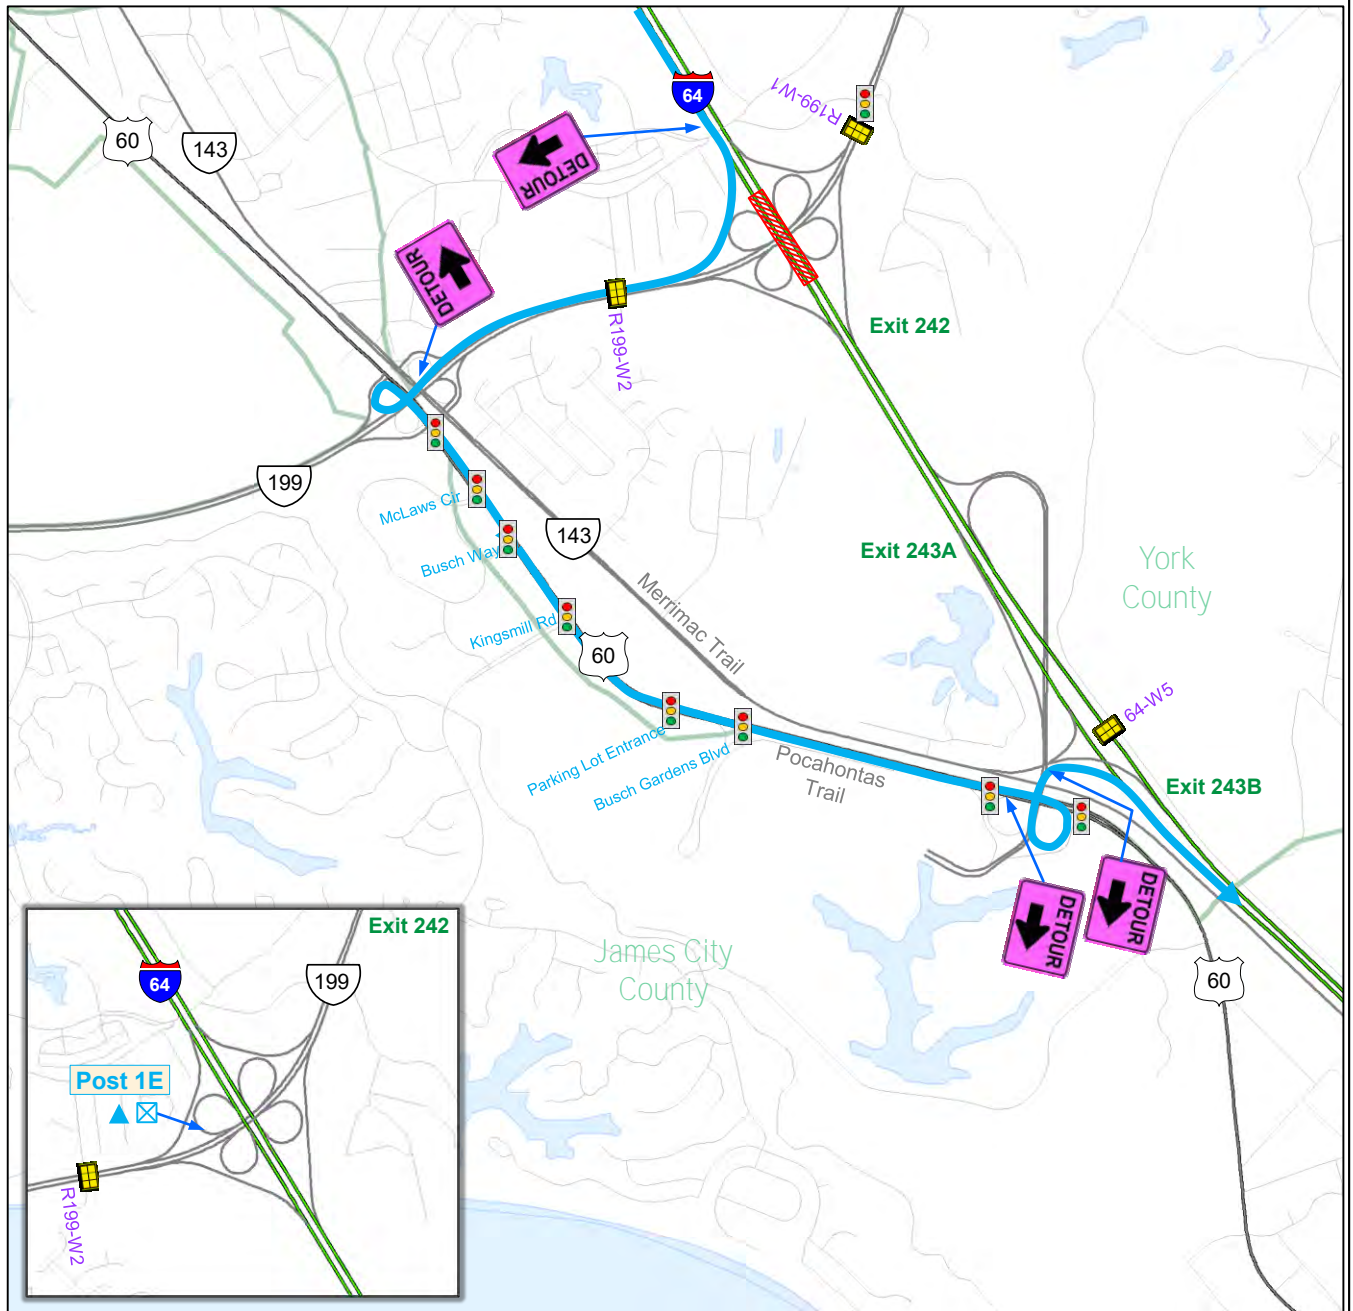 64
R199-W1
60
143
DETOUR
DETOUR
Exit 242
R199-W2
199
McLaws Cir
143
Busch Way
Exit 243A
York
County
Merrimac Trail
Kingsmill Rd
60
64-W5
Parking Lot Entrance
Busch Gardens Blvd
Pocahontas
Trail
Exit 243B
DETOUR
DETOUR
James City
County
60
Exit 242
64
199
Post 1E
R199-W2